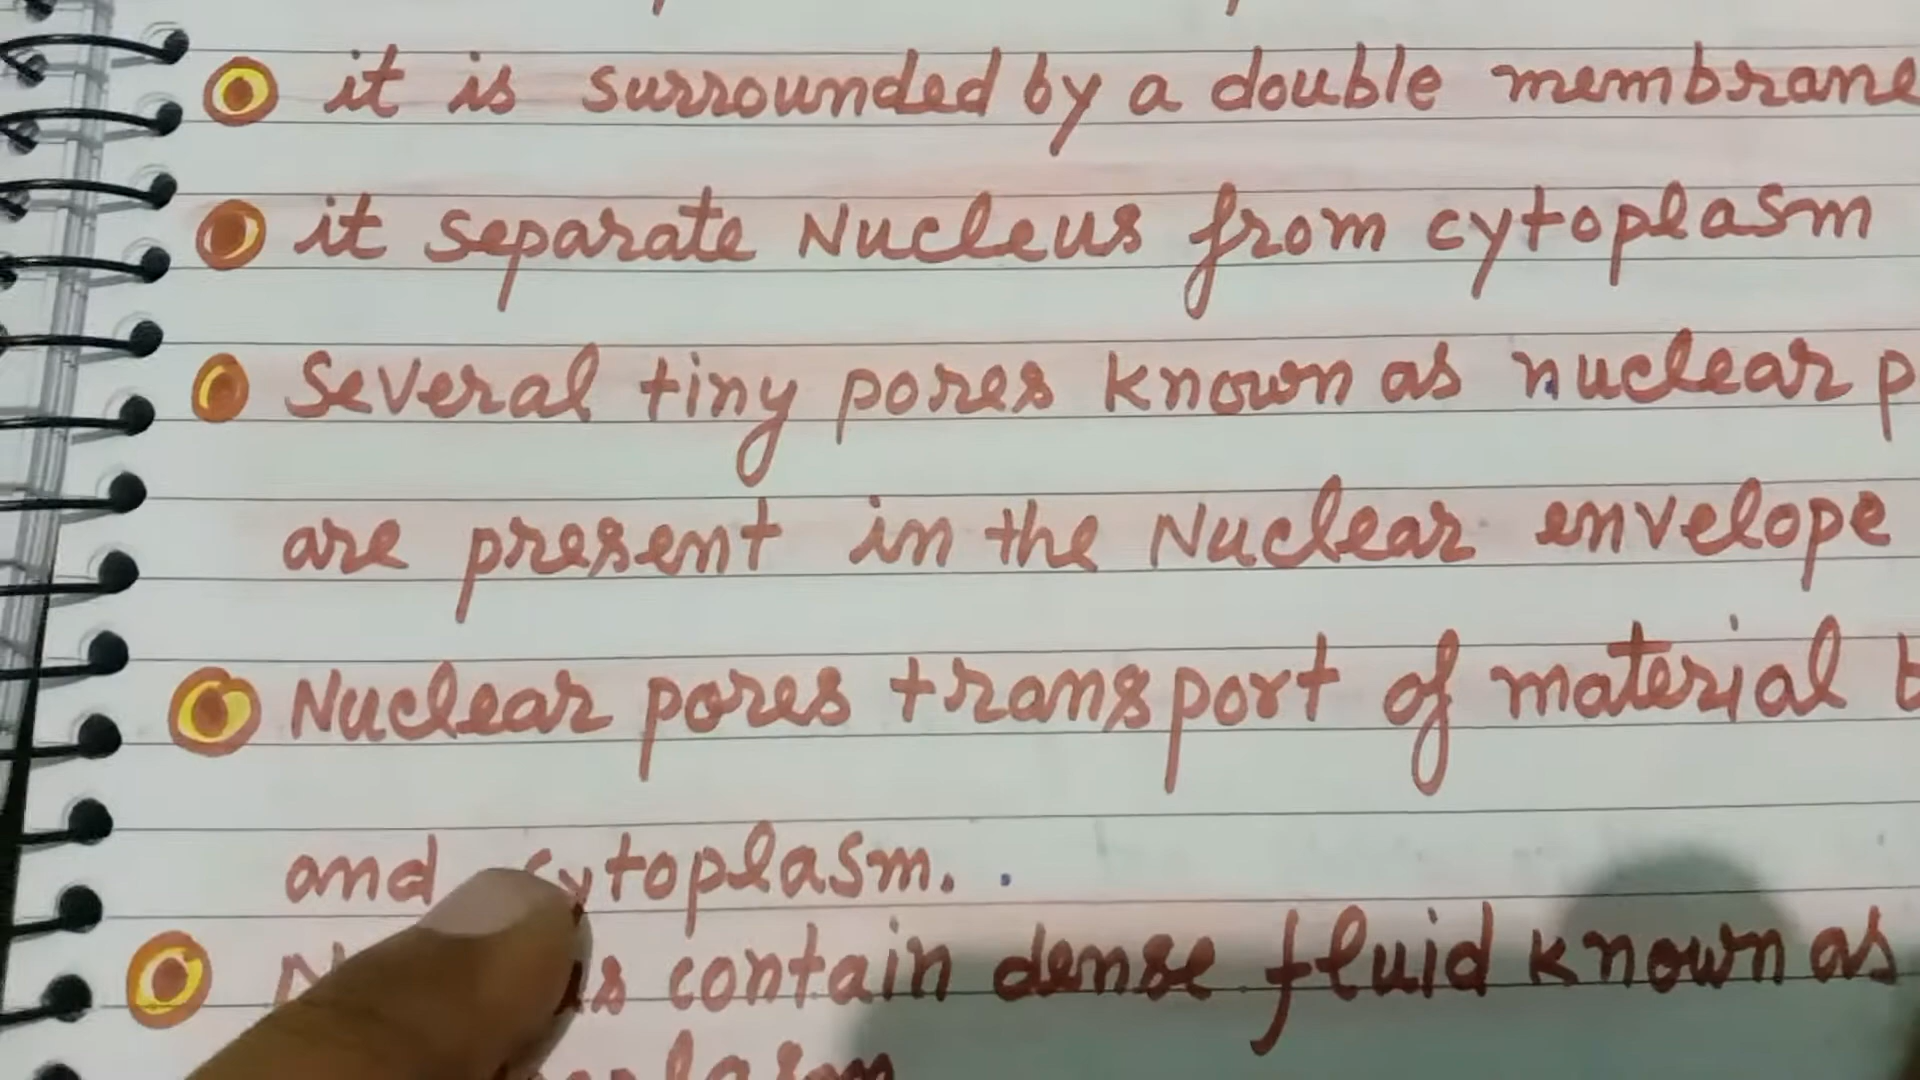 it is surrounded by a double membrane
it separate Nucleus from cytoplasm
Several tiny pores known as nuclear
are present in the Nuclear envelope
Nuclear pores transport of material
and cytoplasm.
contain dense fluid known as